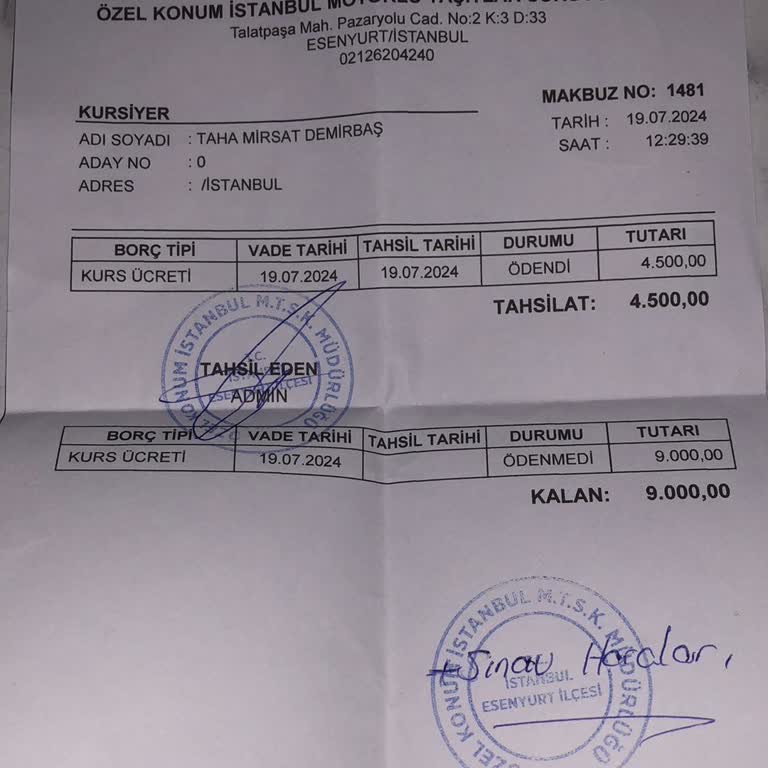 ÖZEL KONUM İSTANBUL MOTORLU TAŞITLAR
Talatpaşa Mah. Pazaryolu Cad. No:2 K:3 D:33
ESENYURT/İSTANBUL
02126204240
MAKBUZ NO: 1481
TARİH : 19.07.2024
SAAT : 12:29:39
KURSİYER
ADI SOYADI : TAHA MİRSAT DEMİRBAŞ
ADAY NO : 0
ADRES : /İSTANBUL
BORÇ TİPİ VADE TARİHİ TAHSİL TARİHİ DURUMU TUTARI
KURS ÜCRETİ 19.07.2024 19.07.2024 ÖDENDİ 4.500,00
TAHSİLAT: 4.500,00
KONUM İSTANBUL M.T.S.K. MÜDÜRLÜĞÜ
T.C.
ESENYURT İLÇESİ
TAHSİL EDEN
ADMIN
BORÇ TİPİ VADE TARİHİ TAHSİL TARİHİ DURUMU TUTARI
KURS ÜCRETİ 19.07.2024 ÖDENMEDİ 9.000,00
KALAN: 9.000,00
ÖZEL KONUM İSTANBUL M.T.S.K. MÜDÜRLÜĞÜ
İSTANBUL
ESENYURT İLÇESİ
+ Sınav